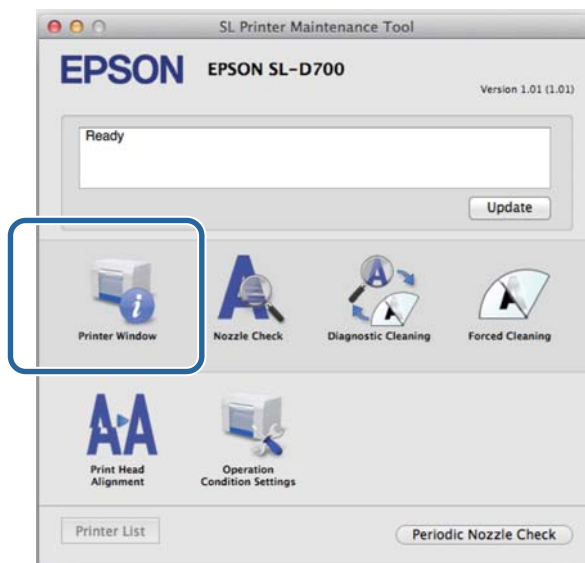 SL Printer Maintenance Tool
EPSON EPSON SL-D700
Version 1.01 (1.01)
Ready
Update
Printer Window Nozzle Check Diagnostic Cleaning Forced Cleaning
Print Head
Alignment
Operation
Condition Settings
Printer List Periodic Nozzle Check